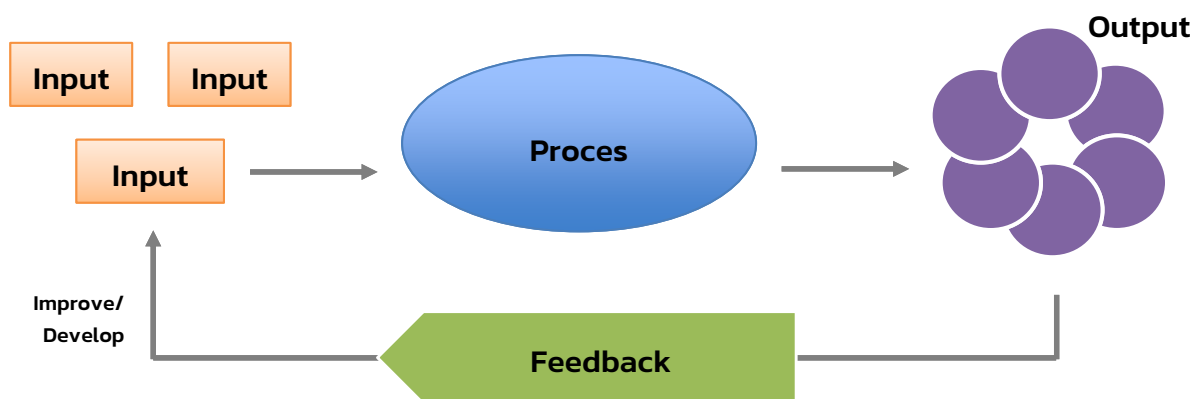 Output
Input
Input
Input
Proces
Improve/
Develop
Feedback